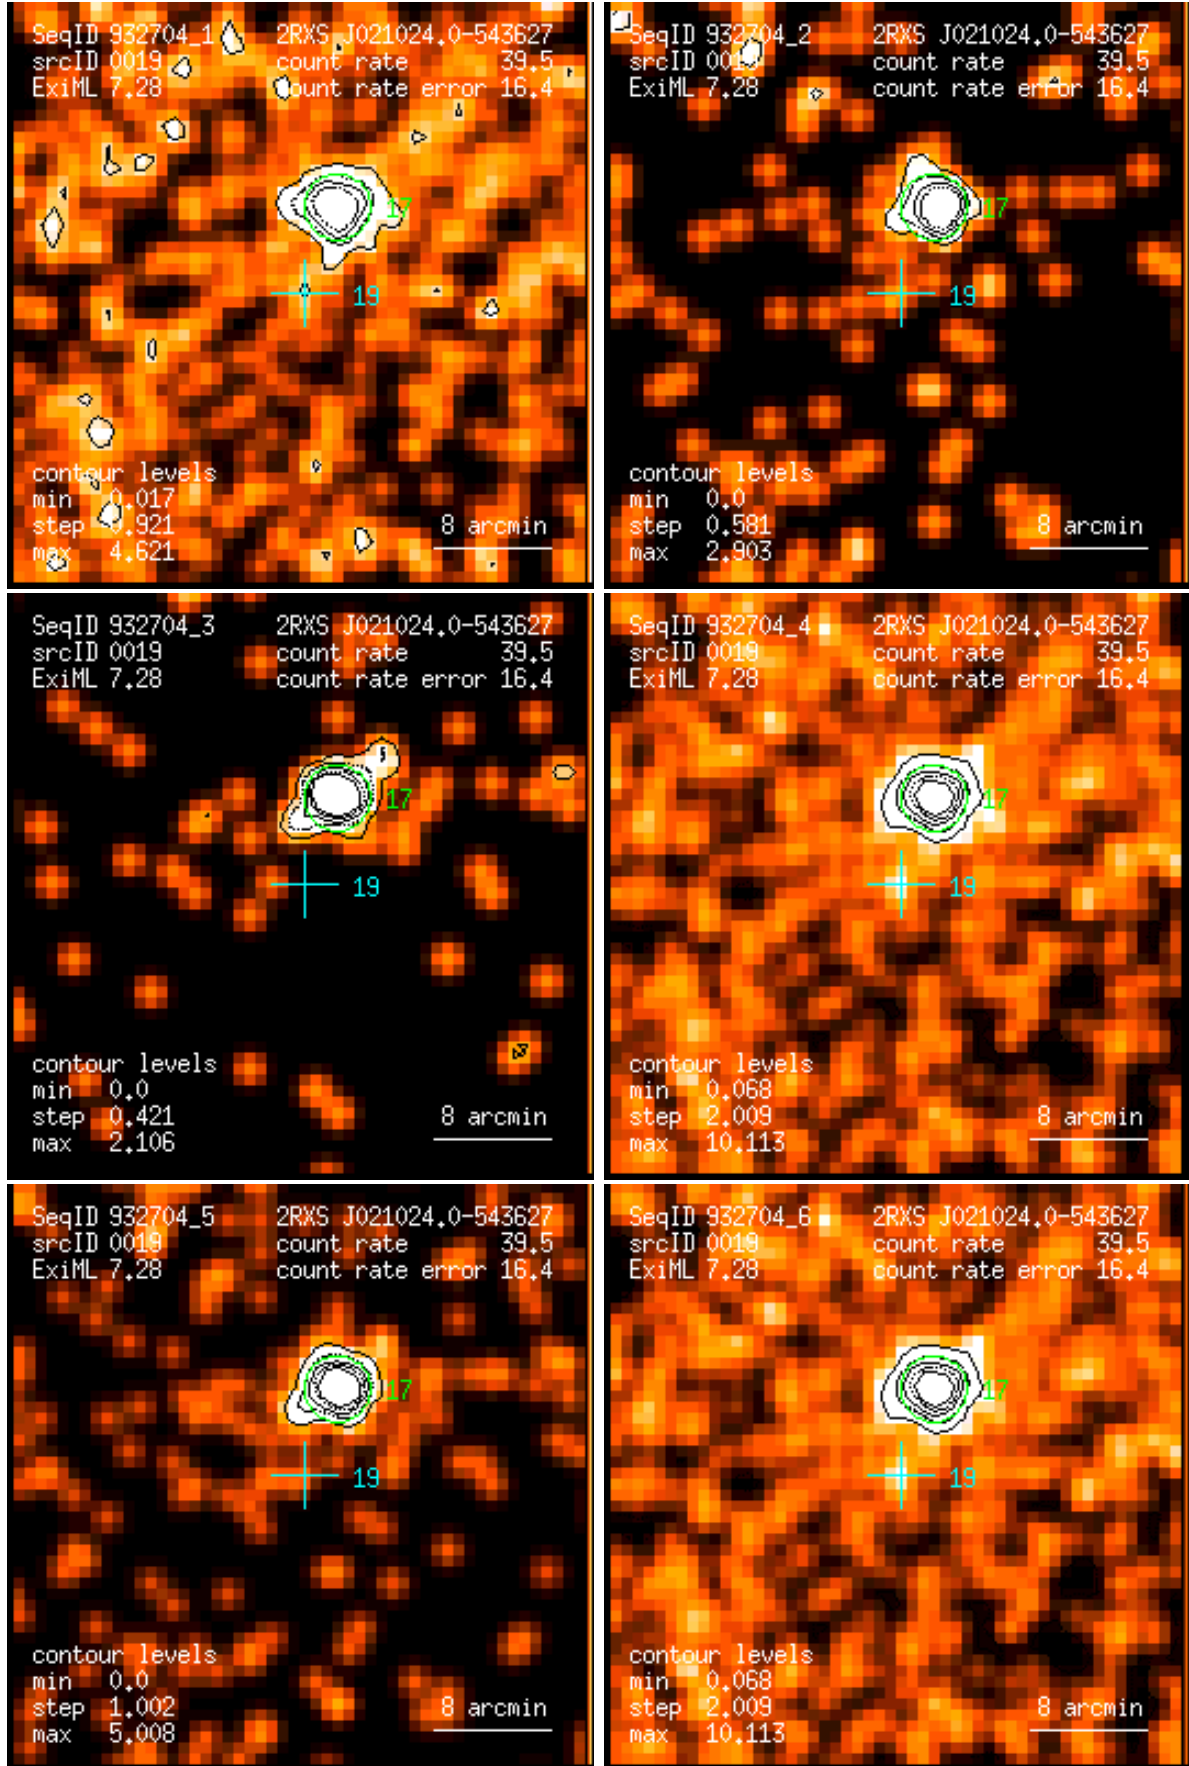 SeqID 932704_1 2RXS J021024.0-543627
srcID 0019 count rate 39.5
ExiML 7.28 count rate error 16.4
17
19
contour levels
min 0.017
step 0.921
max 4.621
8 arcmin
SeqID 932704_2 2RXS J021024.0-543627
srcID 0019 count rate 39.5
ExiML 7.28 count rate error 16.4
17
19
contour levels
min 0.0
step 0.581
max 2.903
8 arcmin
SeqID 932704_3 2RXS J021024.0-543627
srcID 0019 count rate 39.5
ExiML 7.28 count rate error 16.4
17
19
contour levels
min 0.0
step 0.421
max 2.106
8 arcmin
SeqID 932704_4 2RXS J021024.0-543627
srcID 0019 count rate 39.5
ExiML 7.28 count rate error 16.4
17
19
contour levels
min 0.068
step 2.009
max 10.113
8 arcmin
SeqID 932704_5 2RXS J021024.0-543627
srcID 0019 count rate 39.5
ExiML 7.28 count rate error 16.4
17
19
contour levels
min 0.0
step 1.002
max 5.008
8 arcmin
SeqID 932704_6 2RXS J021024.0-543627
srcID 0019 count rate 39.5
ExiML 7.28 count rate error 16.4
17
19
contour levels
min 0.068
step 2.009
max 10.113
8 arcmin